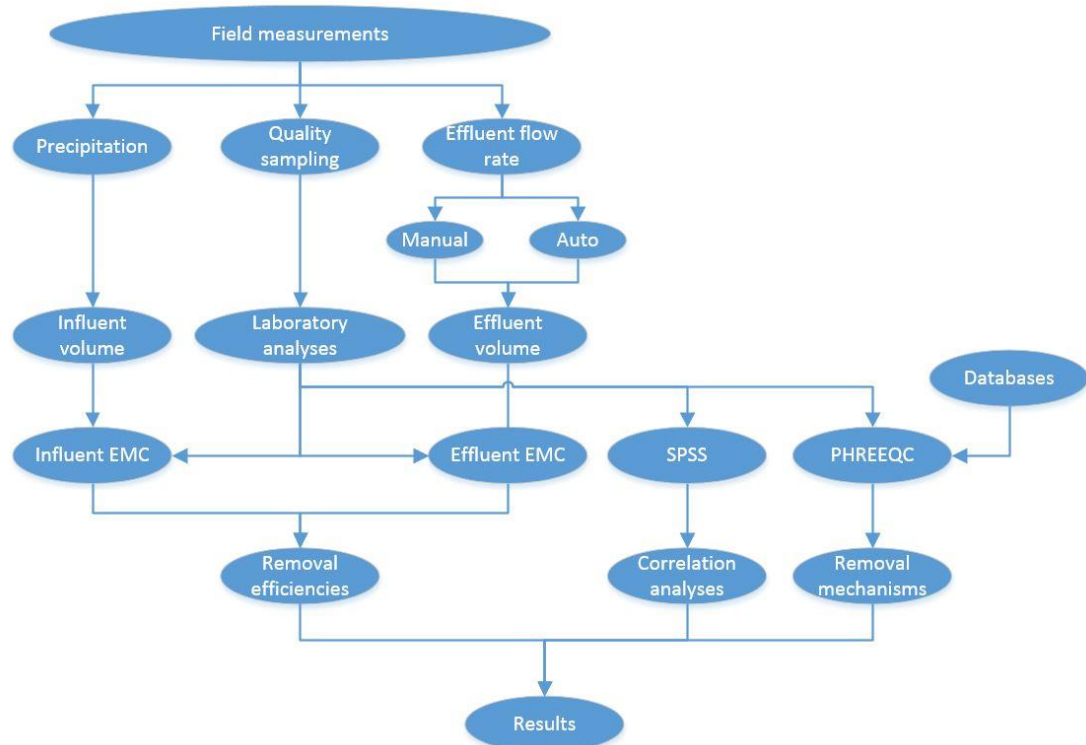 Field measurements
Precipitation
Quality
sampling
Effluent flow
rate
Manual
Auto
Influent
volume
Laboratory
analyses
Effluent
volume
Databases
Influent EMC
Effluent EMC
SPSS
PHREEQC
Removal
efficiencies
Correlation
analyses
Removal
mechanisms
Results